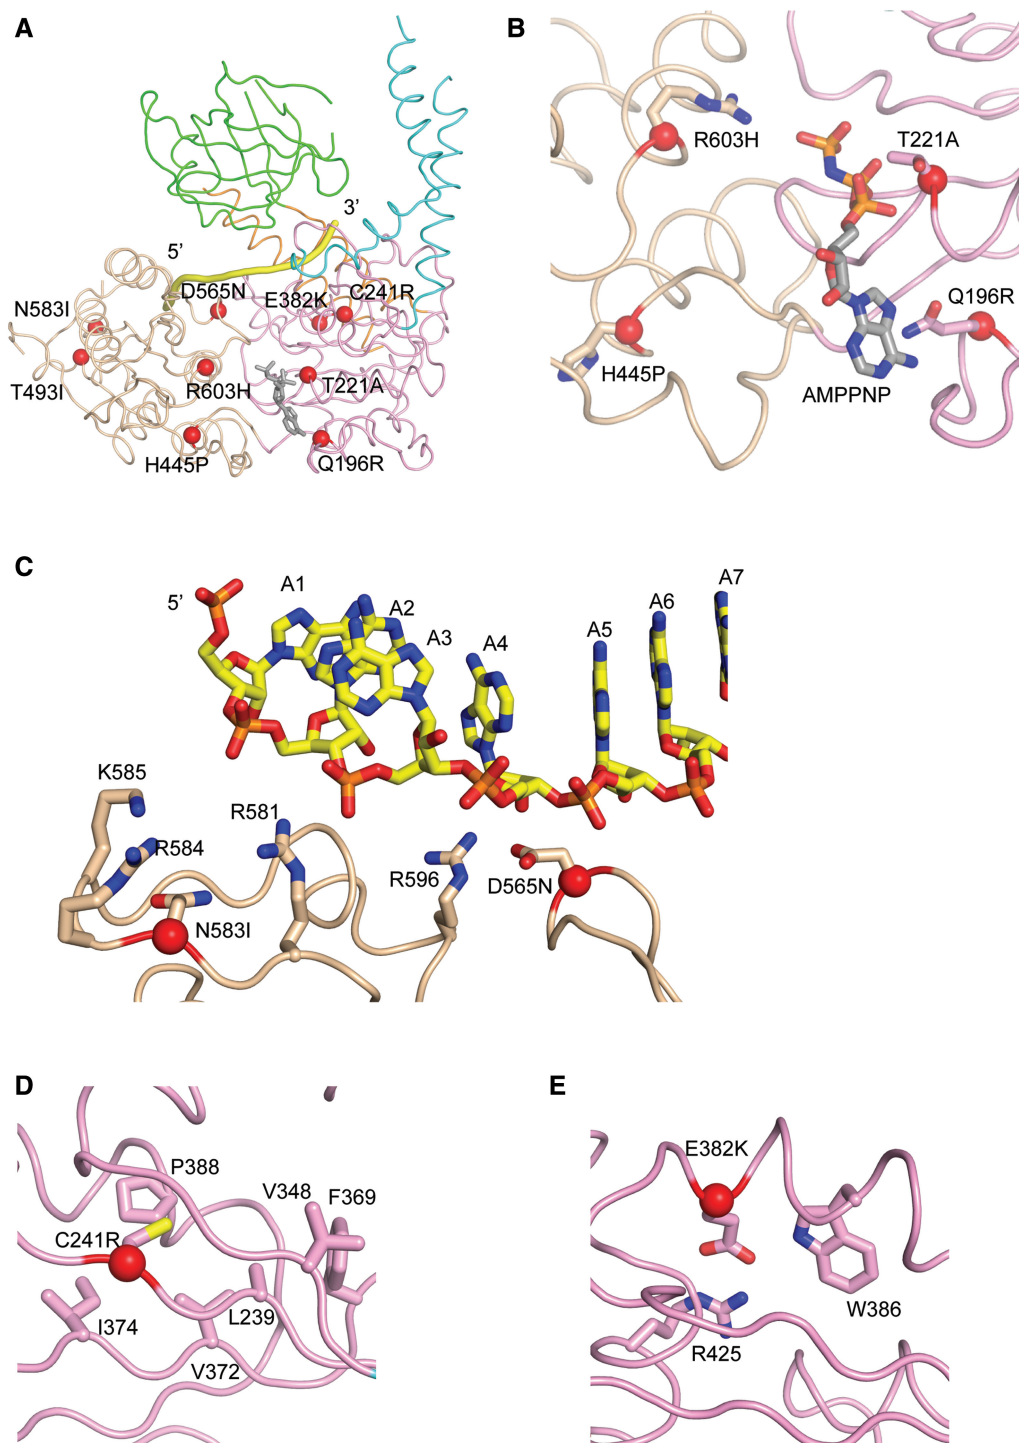 A
3’
5’
D565N
E382K
C241R
N583I
T493I
R603H
T221A
H445P
Q196R
B
R603H
T221A
Q196R
H445P
AMPPNP
C
5’
A1
A2
A3
A4
A5
A6
A7
K585
R584
R581
R596
D565N
N583I
D
P388
V348
F369
C241R
I374
L239
V372
E
E382K
W386
R425